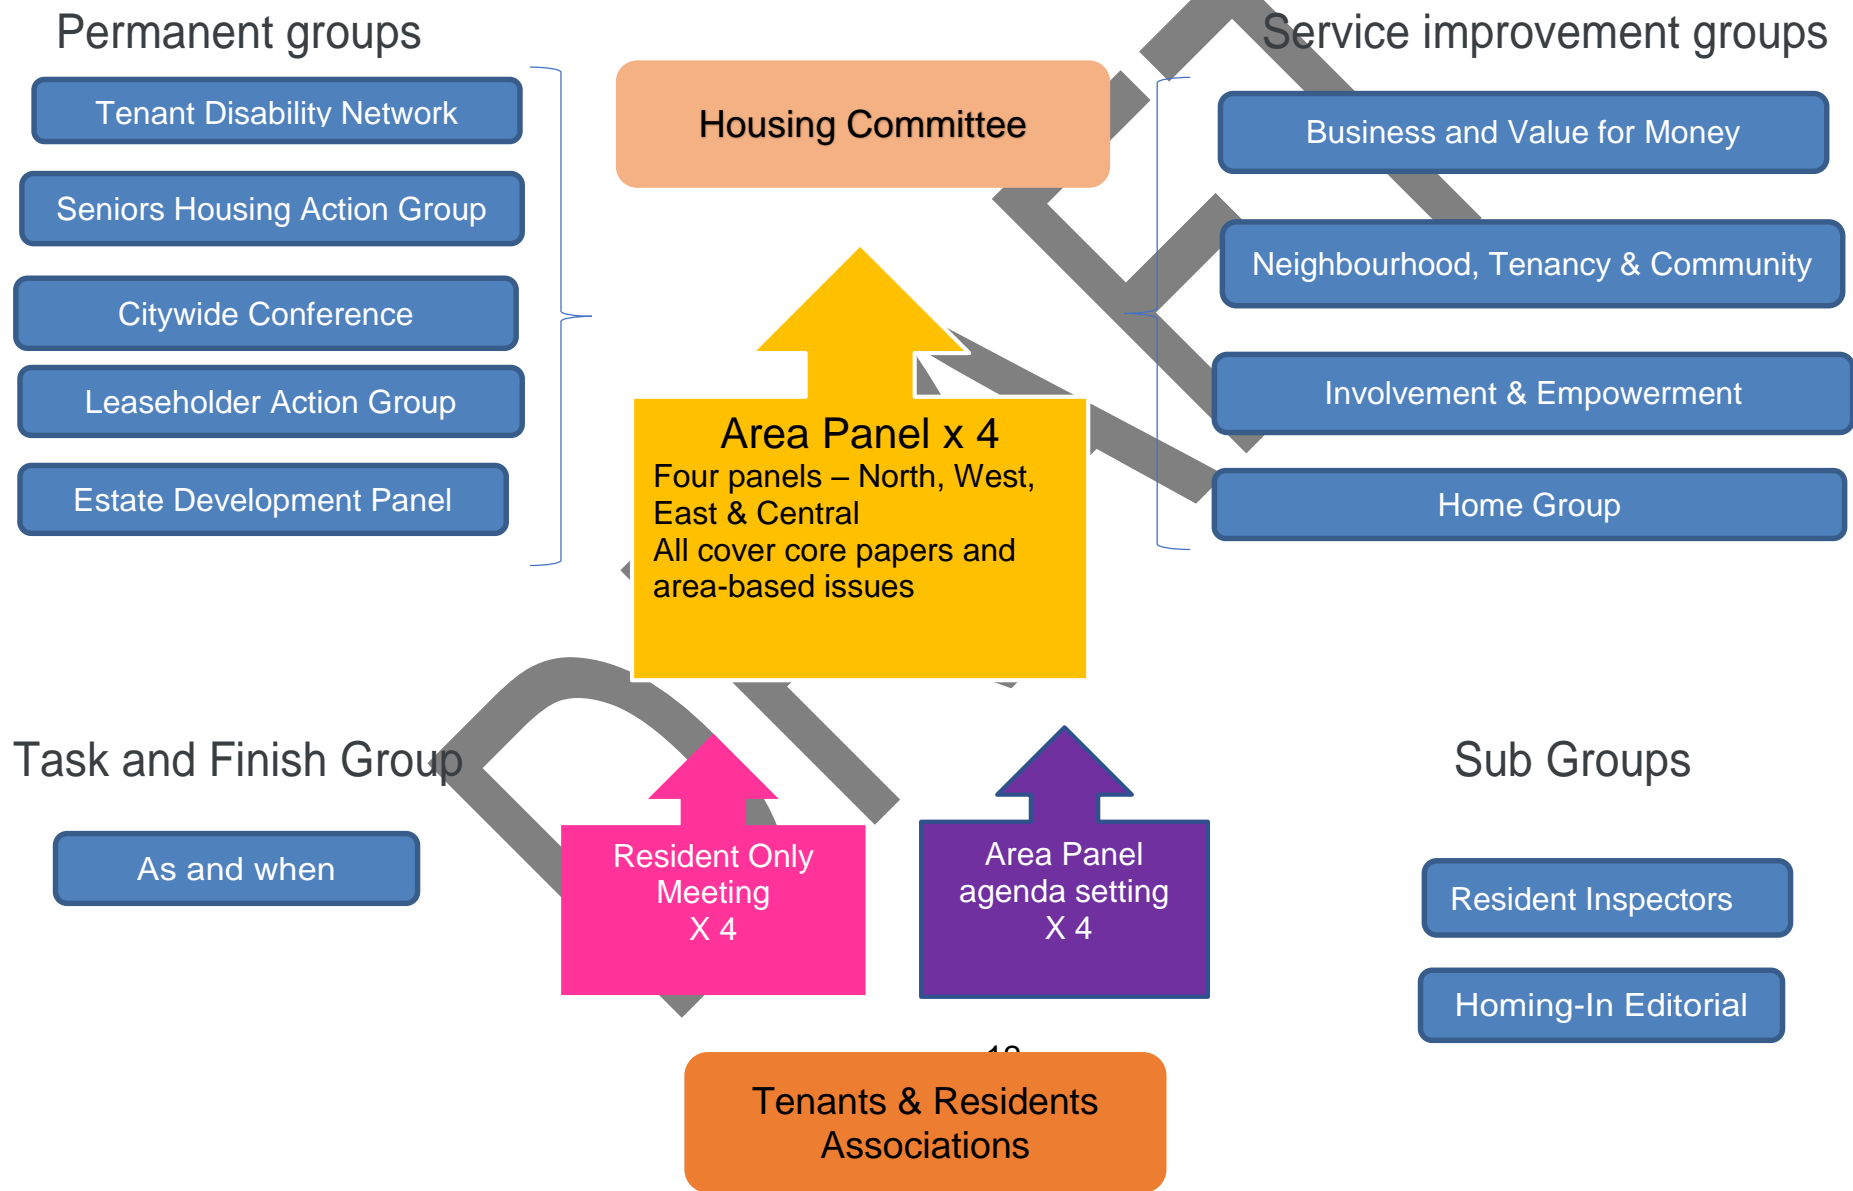 Permanent groups
Tenant Disability Network
Seniors Housing Action Group
Citywide Conference
Leaseholder Action Group
Estate Development Panel
Housing Committee
Service improvement groups
Business and Value for Money
Neighbourhood, Tenancy & Community
Involvement & Empowerment
Home Group
Area Panel x 4
Four panels – North, West,
East & Central
All cover core papers and
area-based issues
Task and Finish Group
As and when
Resident Only
Meeting
X 4
Area Panel
agenda setting
X 4
Sub Groups
Resident Inspectors
Homing-In Editorial
Tenants & Residents
Associations